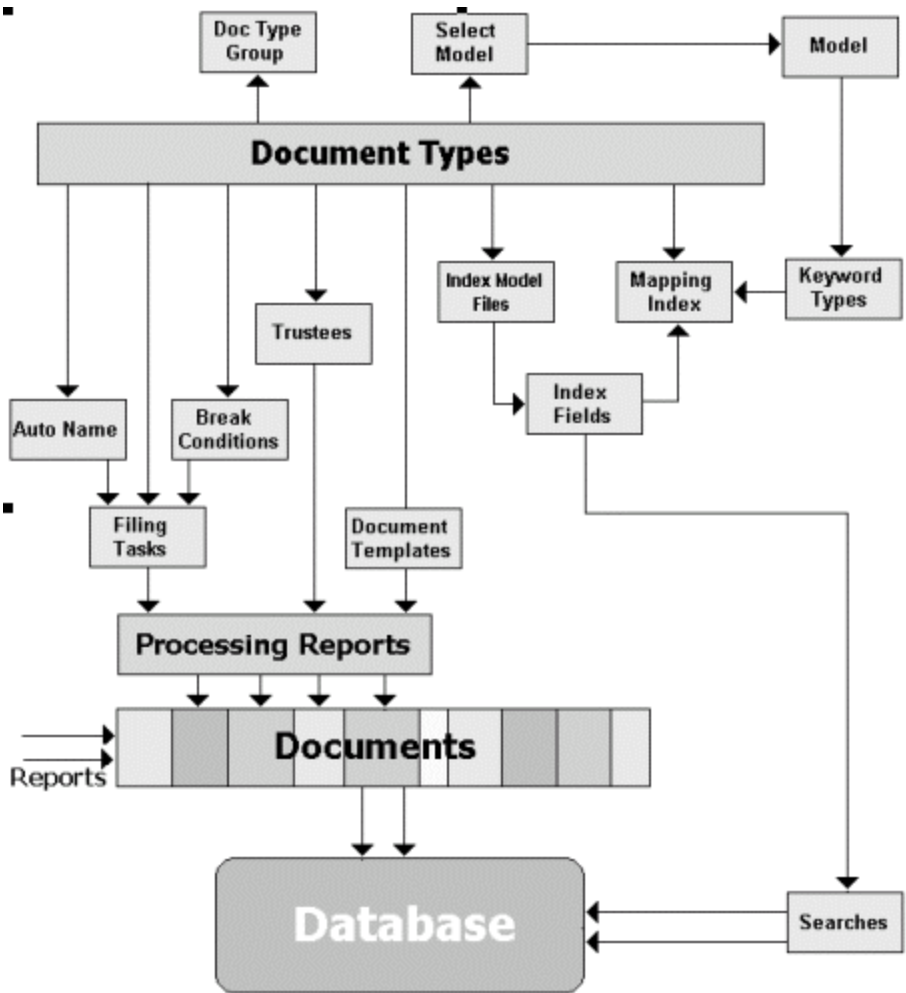 Doc Type
Group
Select
Model
Model
Document Types
Index Model
Files
Mapping
Index
Keyword
Types
Trustees
Index
Fields
Auto Name
Break
Conditions
Filing
Tasks
Document
Templates
Processing Reports
Documents
Reports
Database
Searches